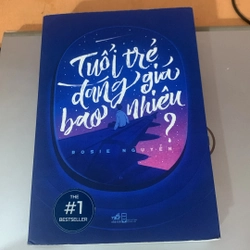 Tuổi trẻ
đáng giá
bao nhiêu
?
ROSIE NGUYỄN
THE
#1
BESTSELLER